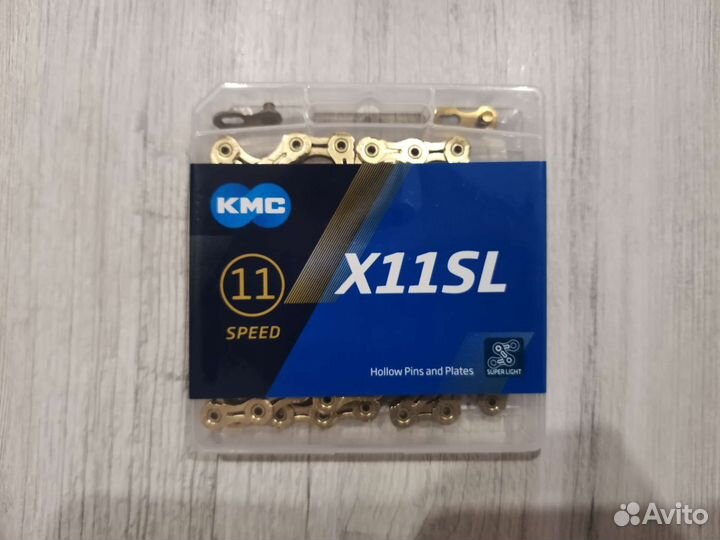 KMC
11
SPEED
X11SL
Hollow Pins and Plates
SUPER LIGHT
Avito